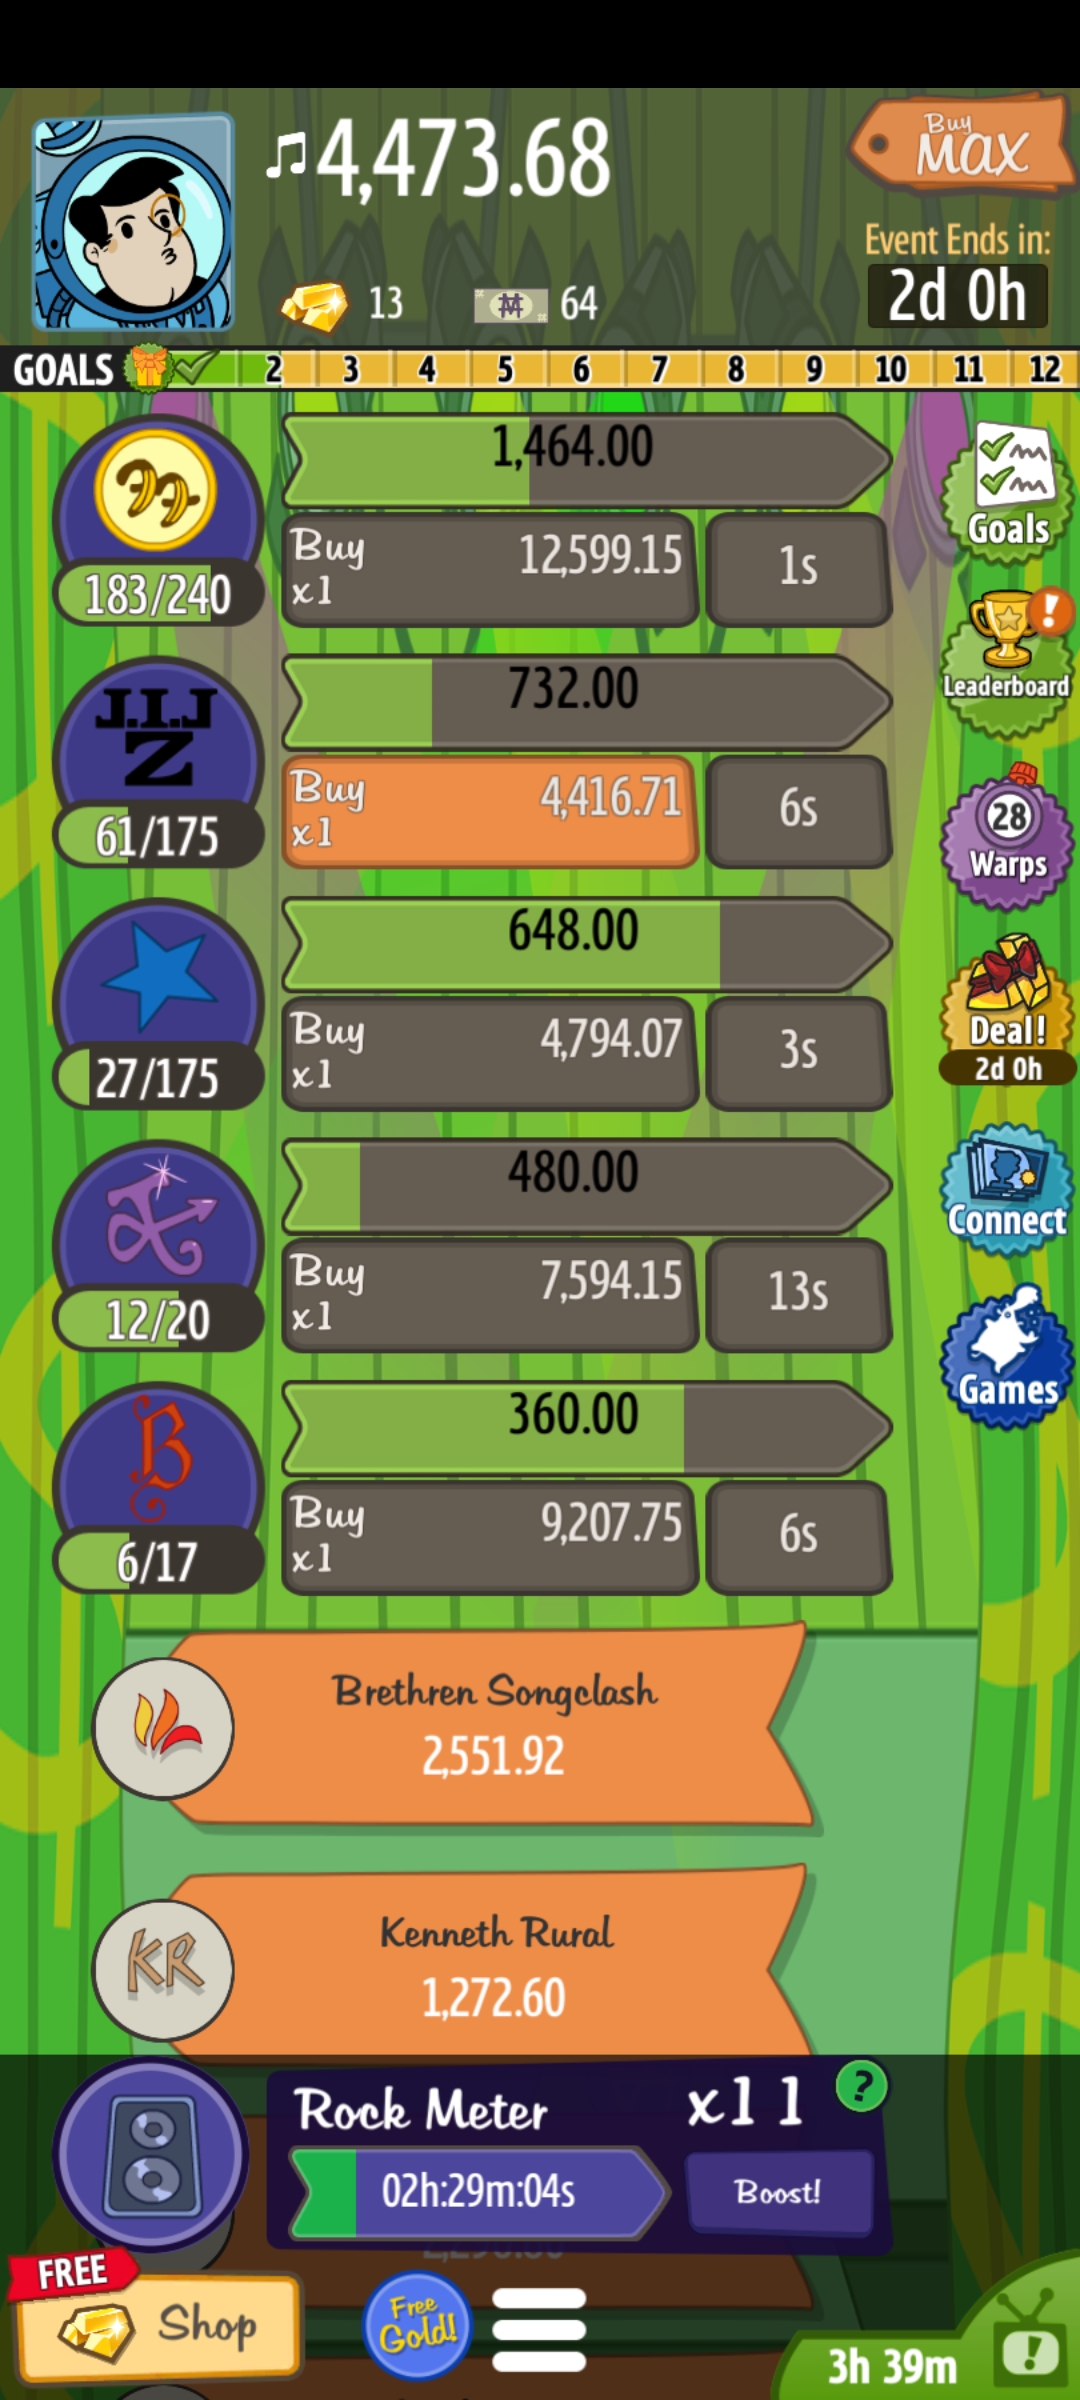 4,473.68
Buy
MAX
13
64
Event Ends in:
2d 0h
GOALS 2 3 4 5 6 7 8 9 10 11 12
1,464.00
183/240
Buy
x1
12,599.15
1s
Goals
732.00
J.I.J
Z
61/175
Buy
x1
4,416.71
6s
Leaderboard
648.00
27/175
Buy
x1
4,794.07
3s
28
Warps
480.00
12/20
Buy
x1
7,594.15
13s
Deal!
2d 0h
360.00
B
6/17
Buy
x1
9,207.75
6s
Connect
Games
Brethren Songclash
2,551.92
KR
Kenneth Rural
1,272.60
Rock Meter
x11
?
02h:29m:04s
Boost!
FREE
Shop
Free
Gold!
3h 39m